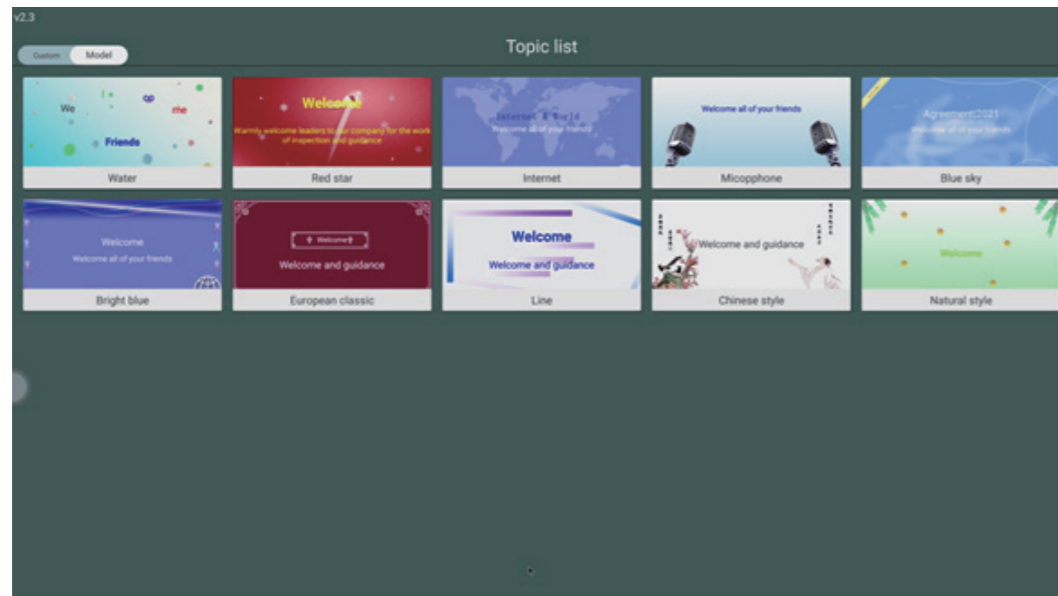 v2.3
Custom Model
Topic list
We l e op me
Friends
Water
Welcome
Warmly welcome leaders to our company for the work
of inspection and guidance
Red star
Internet & World
Welcome all of your friends
Internet
Welcome all of your friends
Micopphone
Agreement2021
Welcome all of your friends
Blue sky
Welcome
Welcome all of your friends
Bright blue
Welcome
Welcome and guidance
European classic
Welcome
Welcome and guidance
Line
Welcome and guidance
Chinese style
Welcome
Natural style